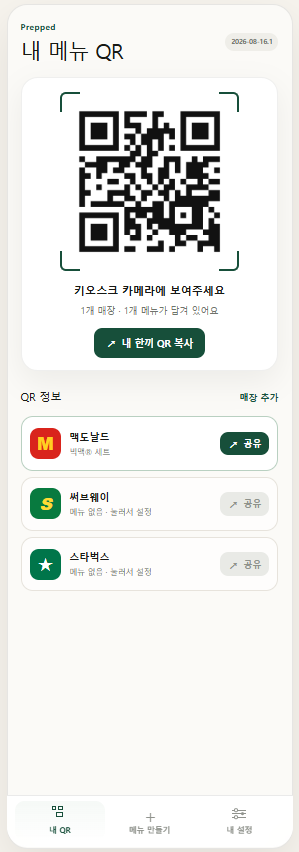 Prepped
내 메뉴 QR
2026-08-16.1
키오스크 카메라에 보여주세요
1개 매장 · 1개 메뉴가 담겨 있어요
↗ 내 한끼 QR 복사
QR 정보
매장 추가
M
맥도날드
빅맥® 세트
↗ 공유
S
써브웨이
메뉴 없음 · 눌러서 설정
↗ 공유
스타벅스
메뉴 없음 · 눌러서 설정
↗ 공유
내 QR
메뉴 만들기
내 설정